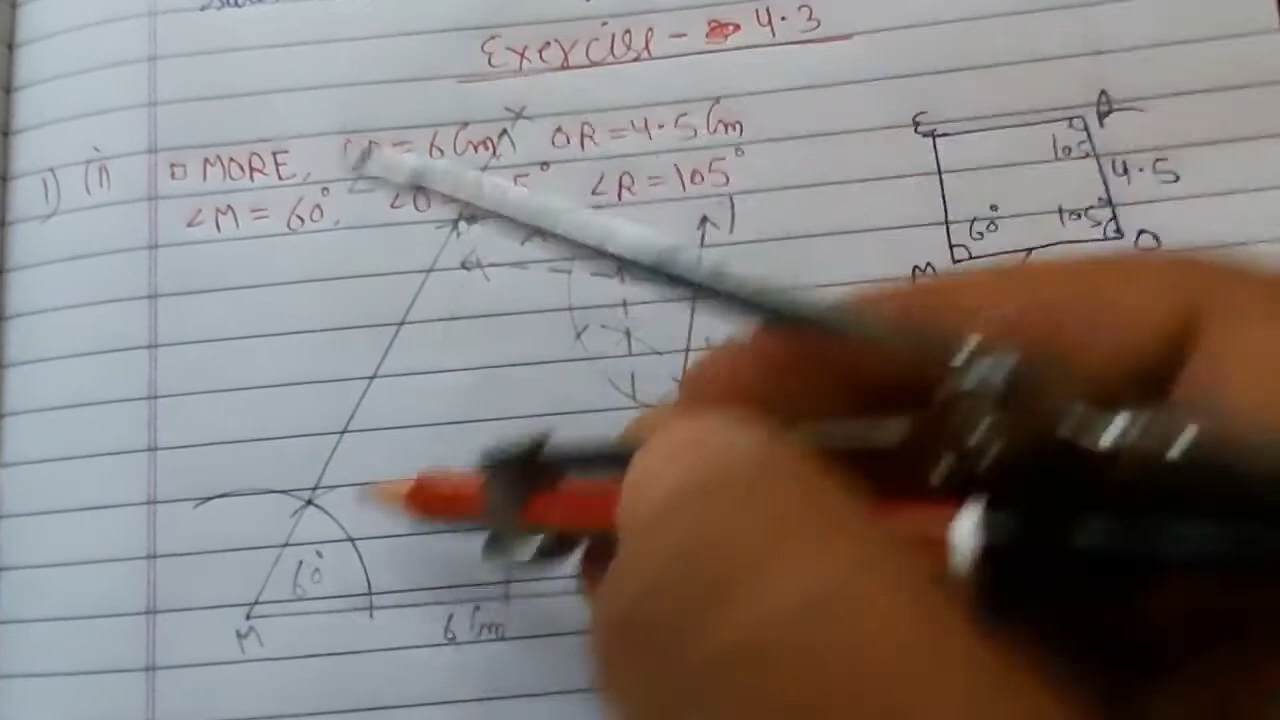 Exercise - 4.3
1) (i) □ MORE, = 6 Cm OR = 4.5 Cm
∠M = 60°. ∠O 5° ∠R = 105°
E R
105
4.5
60° 105°
M O
60°
M 6 Cm